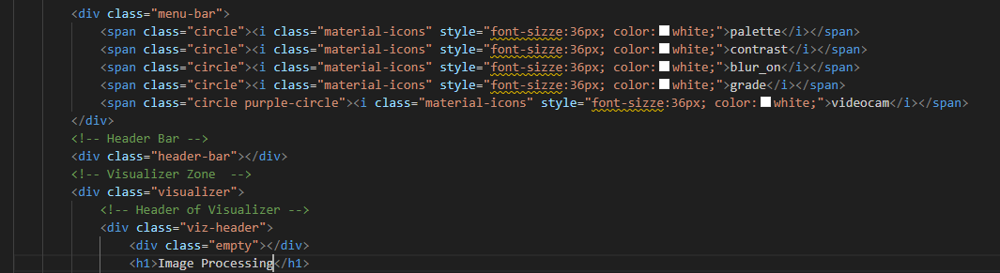 <div class="menu-bar">
<span class="circle"><i class="material-icons" style="font-sizze:36px; color:white;">palette</i></span>
<span class="circle"><i class="material-icons" style="font-sizze:36px; color:white;">contrast</i></span>
<span class="circle"><i class="material-icons" style="font-sizze:36px; color:white;">blur_on</i></span>
<span class="circle"><i class="material-icons" style="font-sizze:36px; color:white;">grade</i></span>
<span class="circle purple-circle"><i class="material-icons" style="font-sizze:36px; color:white;">videocam</i></span>
</div>
<!-- Header Bar -->
<div class="header-bar"></div>
<!-- Visualizer Zone  -->
<div class="visualizer">
<!-- Header of Visualizer -->
<div class="viz-header">
<div class="empty"></div>
<h1>Image Processing</h1>